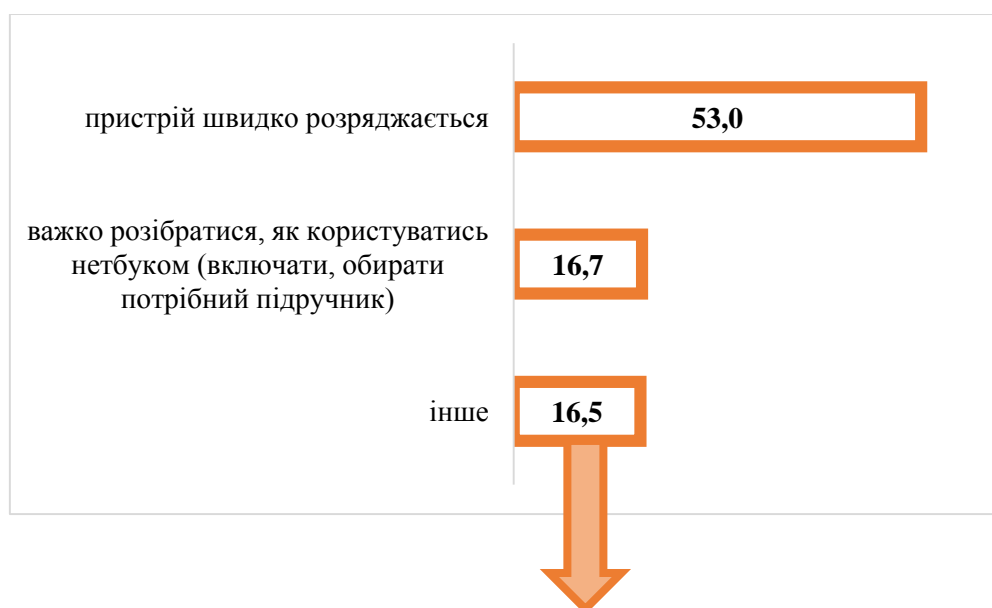 пристрій швидко розряджається
53,0
важко розібратися, як користуватись
нетбуком (включати, обирати
потрібний підручник)
16,7
інше
16,5